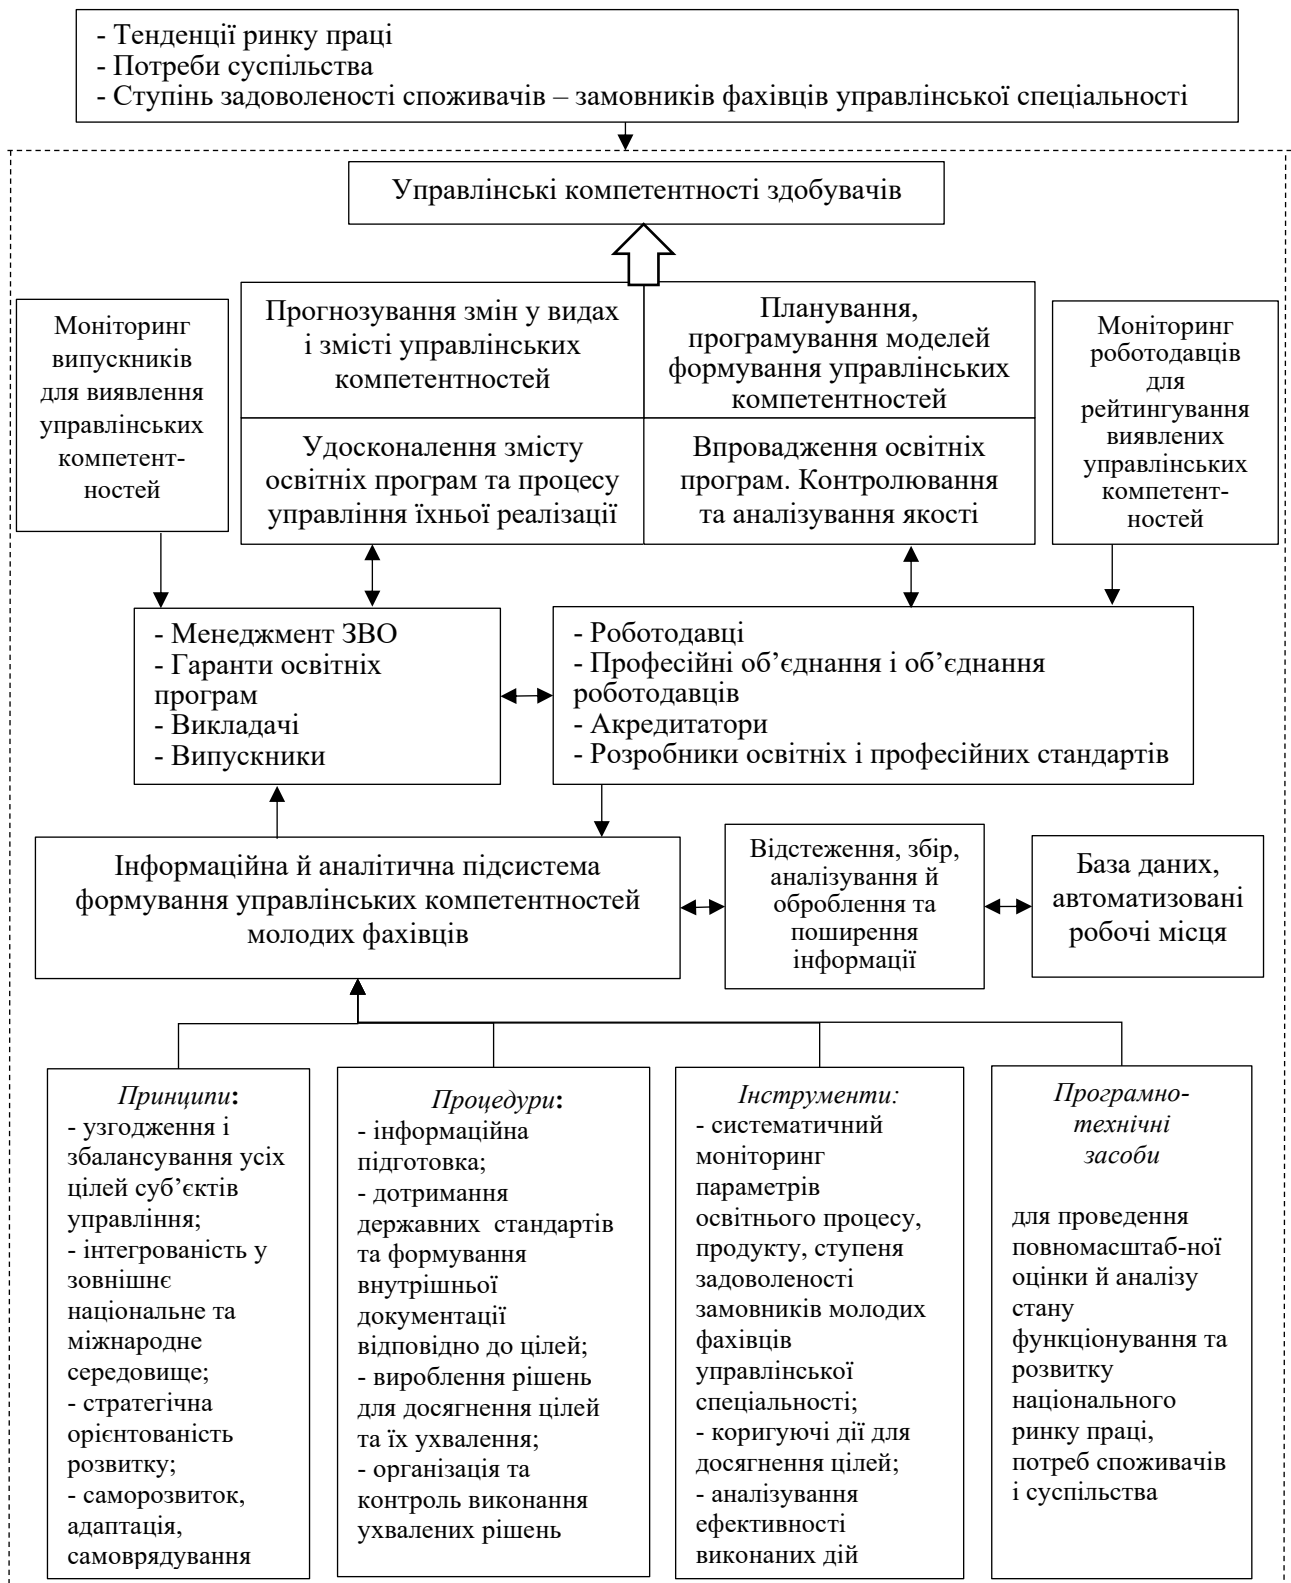 - Тенденції ринку праці
- Потреби суспільства
- Ступінь задоволеності споживачів – замовників фахівців управлінської спеціальності
Управлінські компетентності здобувачів
Моніторинг
випускників
для виявлення
управлінських
компетент-
ностей
Прогнозування змін у видах
і змісті управлінських
компетентностей
Планування,
програмування моделей
формування управлінських
компетентностей
Удосконалення змісту
освітніх програм та процесу
управління їхньої реалізації
Впровадження освітніх
програм. Контролювання
та аналізування якості
Моніторинг
роботодавців
для
рейтингування
виявлених
управлінських
компетент-
ностей
- Менеджмент ЗВО
- Гаранти освітніх
програм
- Викладачі
- Випускники
- Роботодавці
- Професійні об’єднання і об’єднання
роботодавців
- Акредитатори
- Розробники освітніх і професійних стандартів
Інформаційна й аналітична підсистема
формування управлінських компетентностей
молодих фахівців
Відстеження, збір,
аналізування й
оброблення та
поширення
інформації
База даних,
автоматизовані
робочі місця
Принципи:
- узгодження і
збалансування усіх
цілей суб’єктів
управління;
- інтегрованість у
зовнішнє
національне та
міжнародне
середовище;
- стратегічна
орієнтованість
розвитку;
- саморозвиток,
адаптація,
самоврядування
Процедури:
- інформаційна
підготовка;
- дотримання
державних стандартів
та формування
внутрішньої
документації
відповідно до цілей;
- вироблення рішень
для досягнення цілей
та їх ухвалення;
- організація та
контроль виконання
ухвалених рішень
Інструменти:
- систематичний
моніторинг
параметрів
освітнього процесу,
продукту, ступеня
задоволеності
замовників молодих
фахівців
управлінської
спеціальності;
- коригуючі дії для
досягнення цілей;
- аналізування
ефективності
виконаних дій
Програмно-
технічні
засоби
для проведення
повномасштаб-ної
оцінки й аналізу
стану
функціонування та
розвитку
національного
ринку праці,
потреб споживачів
і суспільства